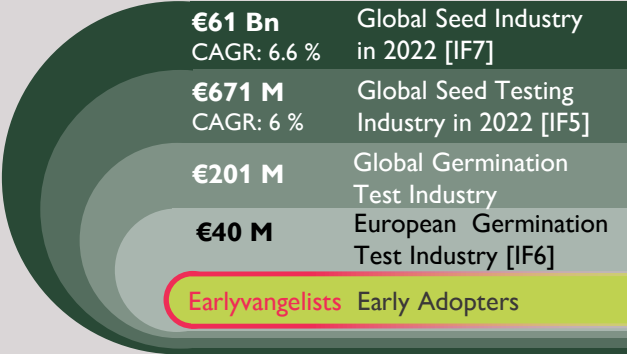 €61 Bn Global Seed Industry
CAGR: 6.6 % in 2022 [IF7]
€671 M Global Seed Testing
CAGR: 6 % Industry in 2022 [IF5]
€201 M Global Germination
Test Industry
€40 M European Germination
Test Industry [IF6]
Earlyvangelists Early Adopters